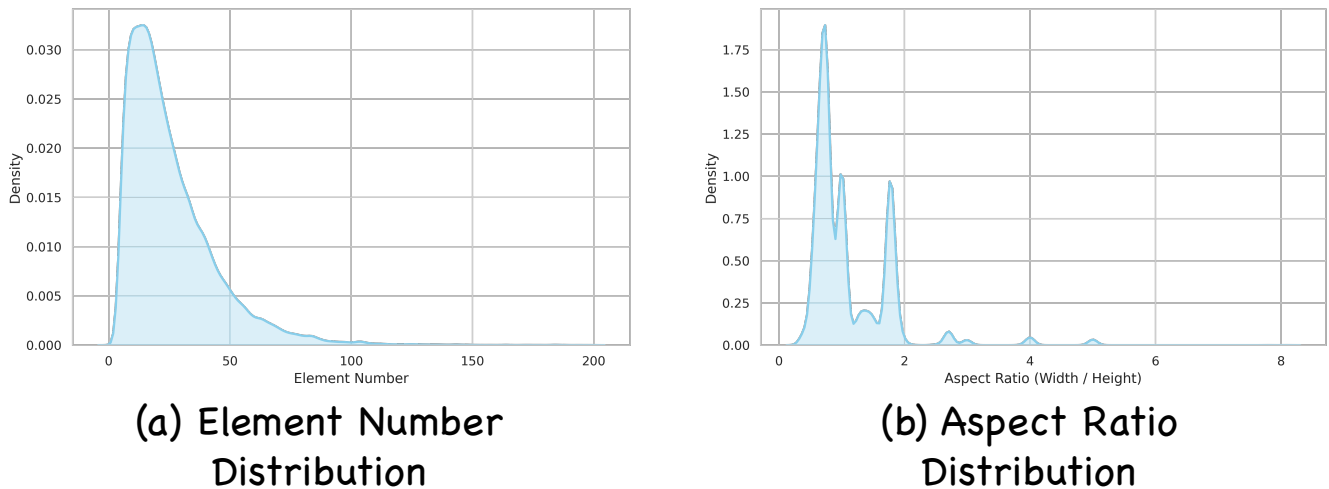 0.030
0.025
0.020
0.015
0.010
0.005
0.000
Density
0 50 100 150 200
Element Number
(a) Element Number
Distribution
1.75
1.50
1.25
1.00
0.75
0.50
0.25
0.00
Density
0 2 4 6 8
Aspect Ratio (Width / Height)
(b) Aspect Ratio
Distribution